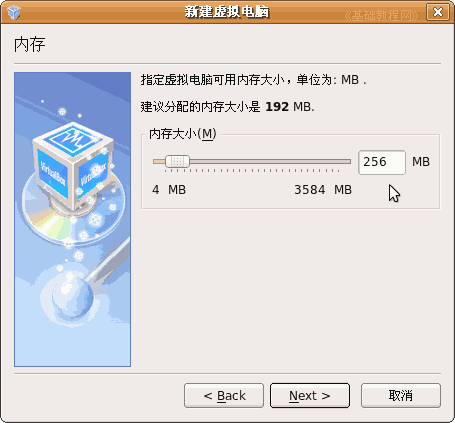 新建虚拟电脑
《基础教程网》
内存
指定虚拟电脑可用内存大小，单位为: MB .
建议分配的内存大小是 192 MB.
内存大小(M)
256 MB
4 MB 3584 MB
VirtualBox VirtualBox
< Back Next > 取消